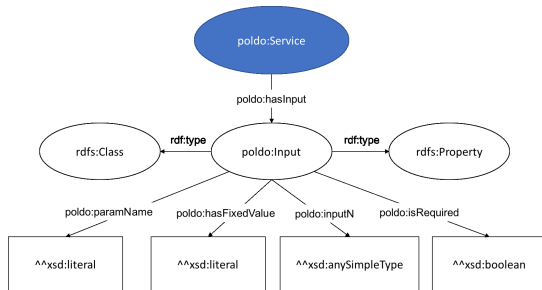 poldo:Service
poldo:hasInput
rdf:type
rdf:type
rdfs:Class
poldo:Input
rdfs:Property
poldo:paramName
poldo:hasFixedValue
poldo:inputN
poldo:isRequired
^^xsd:literal
^^xsd:literal
^^xsd:anySimpleType
^^xsd:boolean